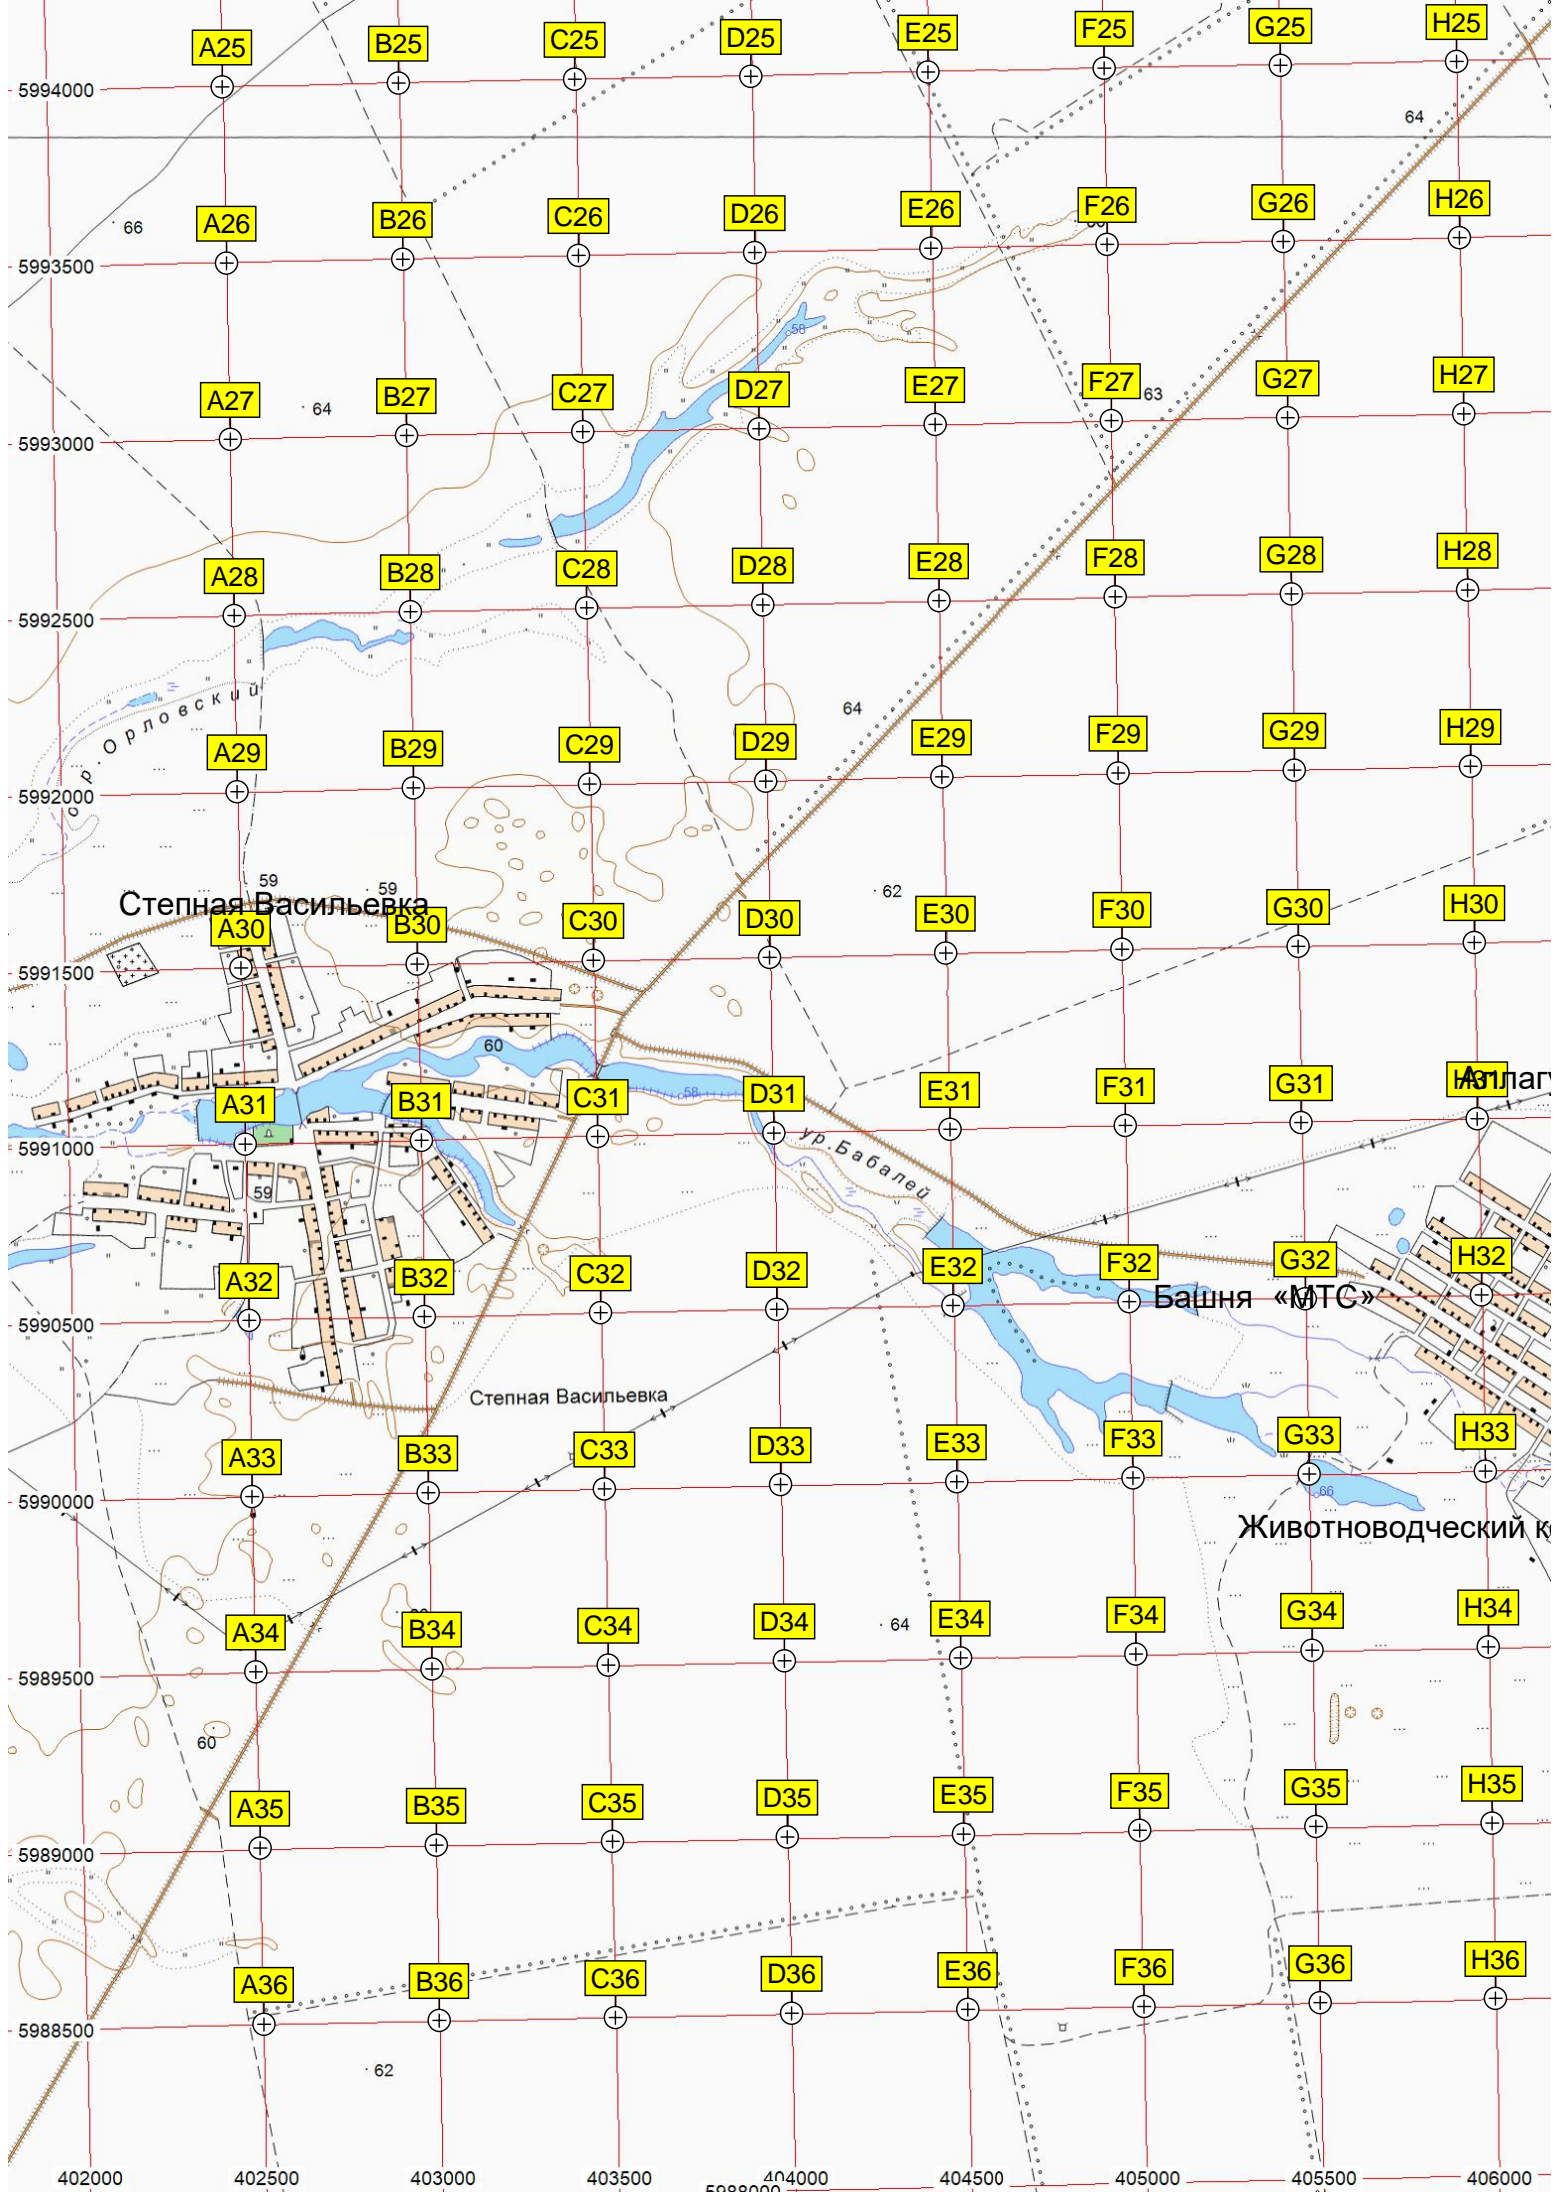 A25 B25 C25 D25 E25 F25 G25 H25
5994000
64
66
A26 B26 C26 D26 E26 F26 G26 H26
5993500
58
A27 B27 C27 D27 E27 F27 G27 H27
64 63
5993000
A28 B28 C28 D28 E28 F28 G28 H28
5992500
р. Орловский
64
A29 B29 C29 D29 E29 F29 G29 H29
5992000
59 59 62
Степная Васильевка
A30 B30 C30 D30 E30 F30 G30 H30
5991500
60
58
A31 B31 C31 D31 E31 F31 G31 H31
5991000
ур. Бабалей
59
A32 B32 C32 D32 E32 F32 G32 H32
Башня «МТС»
5990500
Степная Васильевка
A33 B33 C33 D33 E33 F33 G33 H33
5990000
66
Животноводческий к
A34 B34 C34 D34 E34 F34 G34 H34
64
5989500
60
A35 B35 C35 D35 E35 F35 G35 H35
5989000
A36 B36 C36 D36 E36 F36 G36 H36
5988500
62
402000 402500 403000 403500 404000 404500 405000 405500 406000
5988000